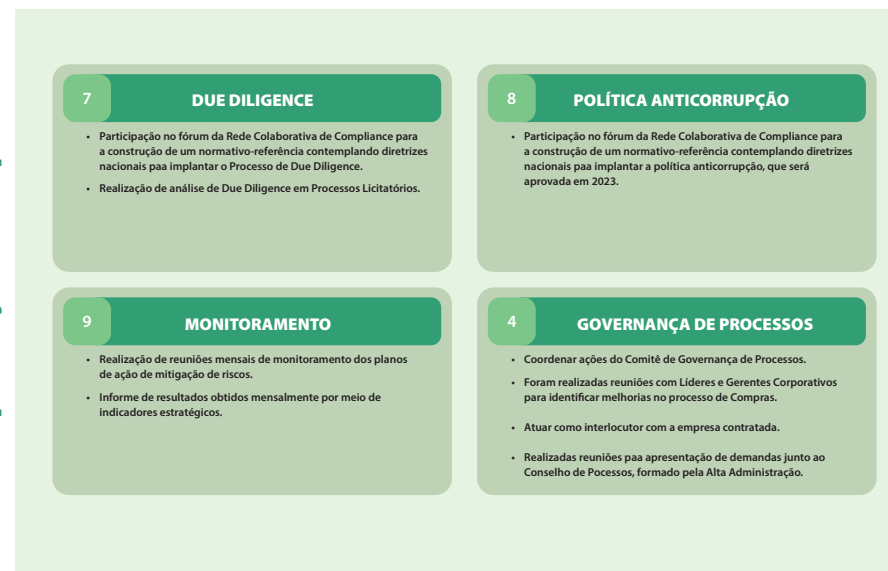 7
DUE DILIGENCE
• Participação no fórum da Rede Colaborativa de Compliance para
a construção de um normativo-referência contemplando diretrizes
nacionais paa implantar o Processo de Due Diligence.
• Realização de análise de Due Diligence em Processos Licitatórios.
8
POLÍTICA ANTICORRUPÇÃO
• Participação no fórum da Rede Colaborativa de Compliance para
a construção de um normativo-referência contemplando diretrizes
nacionais paa implantar a política anticorrupção, que será
aprovada em 2023.
9
MONITORAMENTO
• Realização de reuniões mensais de monitoramento dos planos
de ação de mitigação de riscos.
• Informe de resultados obtidos mensalmente por meio de
indicadores estratégicos.
4
GOVERNANÇA DE PROCESSOS
• Coordenar ações do Comitê de Governança de Processos.
• Foram realizadas reuniões com Líderes e Gerentes Corporativos
para identificar melhorias no processo de Compras.
• Atuar como interlocutor com a empresa contratada.
• Realizadas reuniões paa apresentação de demandas junto ao
Conselho de Pocessos, formado pela Alta Administração.